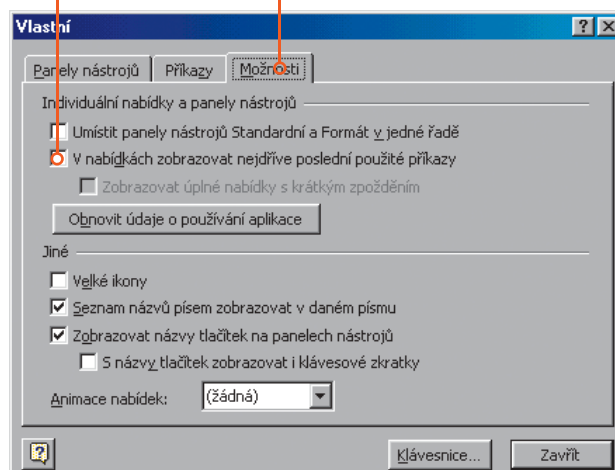 Vlastní
Panely nástrojů Příkazy Možnosti
Individuální nabídky a panely nástrojů
Umístit panely nástrojů Standardní a Formát v jedné řadě
V nabídkách zobrazovat nejdříve poslední použité příkazy
Zobrazovat úplné nabídky s krátkým zpožděním
Obnovit údaje o používání aplikace
Jiné
Velké ikony
Seznam názvů písem zobrazovat v daném písmu
Zobrazovat názvy tlačítek na panelech nástrojů
S názvy tlačítek zobrazovat i klávesové zkratky
Animace nabídek: (žádná)
Klávesnice... Zavřít